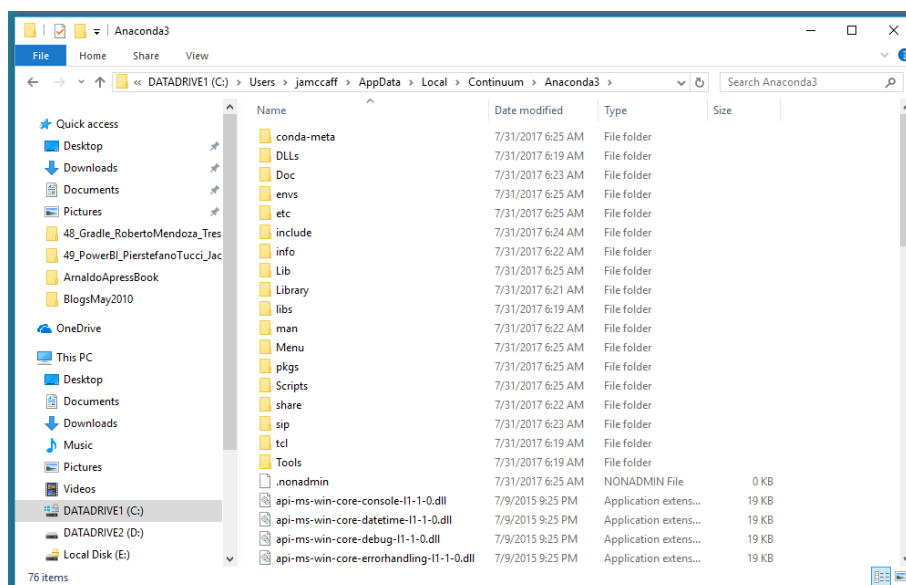 Anaconda3
File Home Share View
« DATADRIVE1 (C:) > Users > jamccaff > AppData > Local > Continuum > Anaconda3 > Search Anaconda3
Quick access
Desktop
Downloads
Documents
Pictures
48_Gradle_RobertoMendoza_Tres
49_PowerBI_PierstefanoTucci_Jac
ArnaldoApressBook
BlogsMay2010
OneDrive
This PC
Desktop
Documents
Downloads
Music
Pictures
Videos
DATADRIVE1 (C:)
DATADRIVE2 (D:)
Local Disk (E:)
Name Date modified Type Size
conda-meta 7/31/2017 6:25 AM File folder
DLLs 7/31/2017 6:19 AM File folder
Doc 7/31/2017 6:23 AM File folder
envs 7/31/2017 6:25 AM File folder
etc 7/31/2017 6:25 AM File folder
include 7/31/2017 6:24 AM File folder
info 7/31/2017 6:22 AM File folder
Lib 7/31/2017 6:25 AM File folder
Library 7/31/2017 6:21 AM File folder
libs 7/31/2017 6:19 AM File folder
man 7/31/2017 6:22 AM File folder
Menu 7/31/2017 6:25 AM File folder
pkgs 7/31/2017 6:25 AM File folder
Scripts 7/31/2017 6:25 AM File folder
share 7/31/2017 6:22 AM File folder
sip 7/31/2017 6:23 AM File folder
tcl 7/31/2017 6:19 AM File folder
Tools 7/31/2017 6:19 AM File folder
.nonadmin 7/31/2017 6:25 AM NONADMIN File 0 KB
api-ms-win-core-console-l1-1-0.dll 7/9/2015 9:25 PM Application extens... 19 KB
api-ms-win-core-datetime-l1-1-0.dll 7/9/2015 9:25 PM Application extens... 19 KB
api-ms-win-core-debug-l1-1-0.dll 7/9/2015 9:25 PM Application extens... 19 KB
api-ms-win-core-errorhandling-l1-1-0.dll 7/9/2015 9:25 PM Application extens... 19 KB
76 items